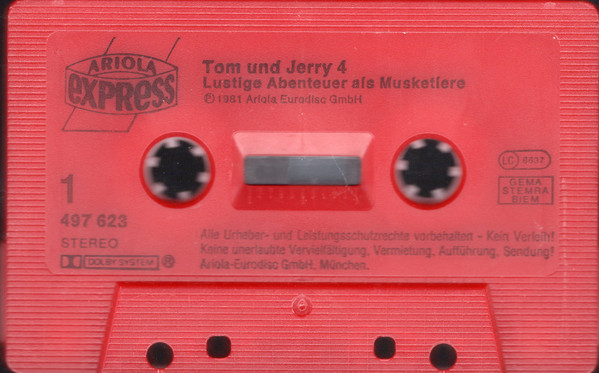 ARIOLA
express
Tom und Jerry 4
Lustige Abenteuer als Musketiere
℗ 1981 Ariola Eurodisc GmbH
LC 0037
GEMA
STEMRA
BIEM
1
497 623
STEREO
DOLBY SYSTEM ®
Alle Urheber- und Leistungsschutzrechte vorbehalten - Kein Verleih!
Keine unerlaubte Vervielfältigung, Vermietung, Aufführung, Sendung!
Ariola-Eurodisc GmbH, München.